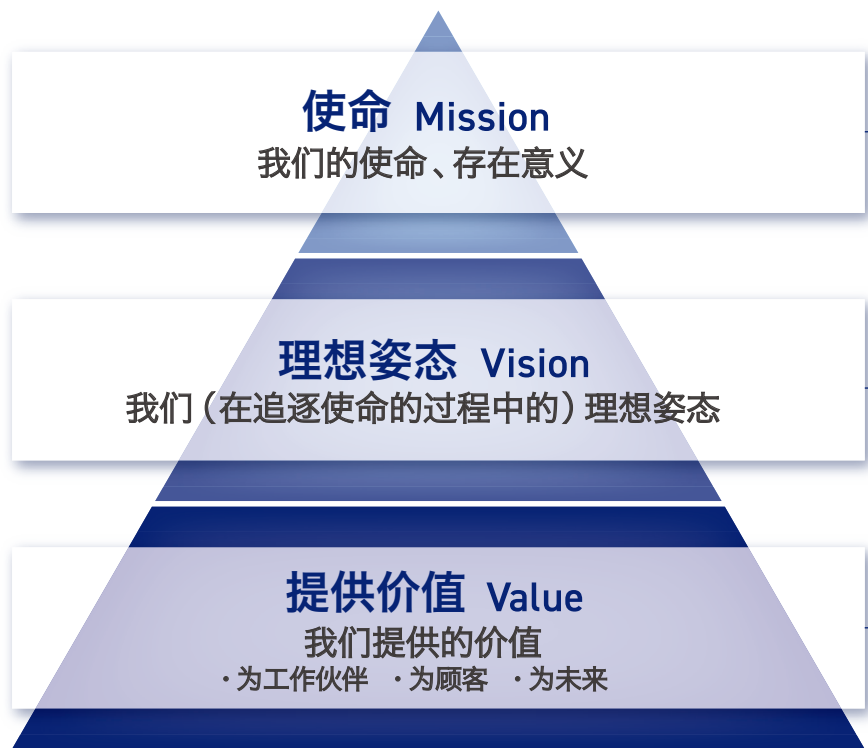 使命 Mission
我们的使命、存在意义
理想姿态 Vision
我们（在追逐使命的过程中的）理想姿态
提供价值 Value
我们提供的价值
・为工作伙伴 ・为顾客 ・为未来